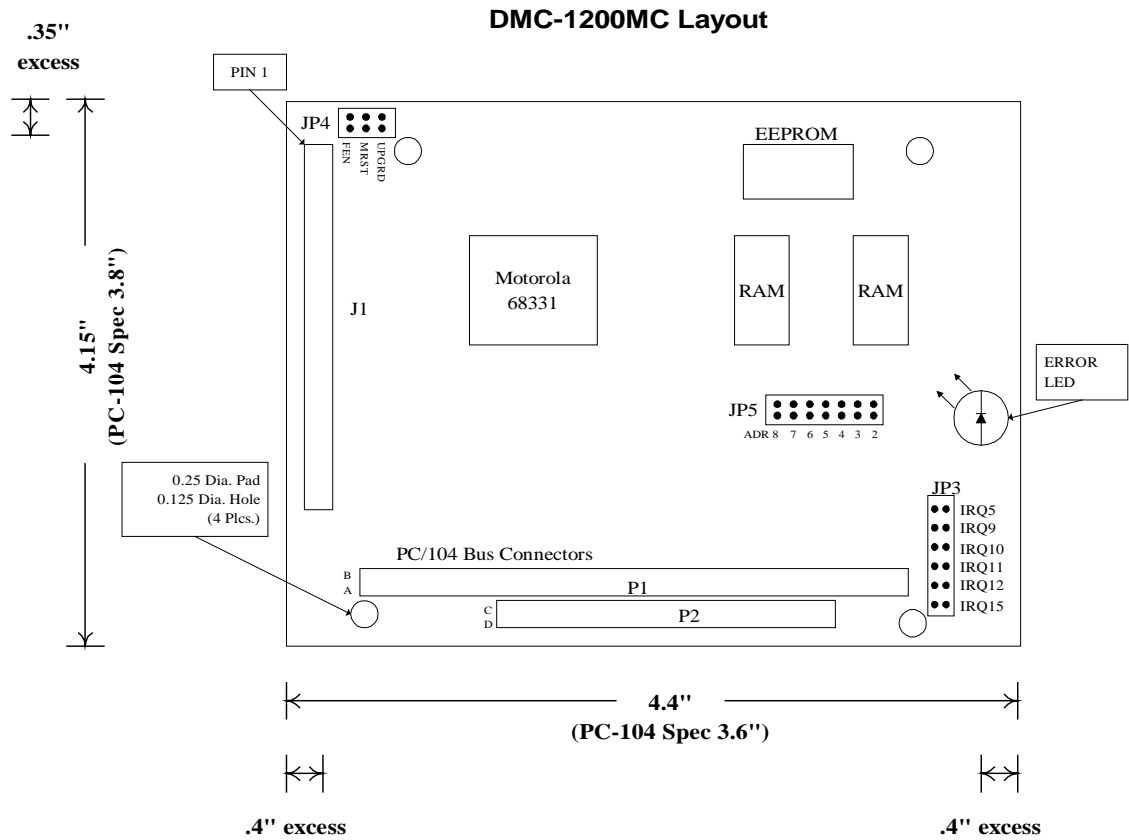 DMC-1200MC Layout
.35"
excess
PIN 1
JP4
FEN
MRST
UPGRD
EEPROM
Motorola
68331
RAM
RAM
J1
4.15"
(PC-104 Spec 3.8")
ERROR
LED
JP5
ADR 8 7 6 5 4 3 2
0.25 Dia. Pad
0.125 Dia. Hole
(4 Plcs.)
JP3
IRQ5
IRQ9
IRQ10
IRQ11
IRQ12
IRQ15
PC/104 Bus Connectors
B
A
P1
C
D
P2
4.4"
(PC-104 Spec 3.6")
.4" excess
.4" excess